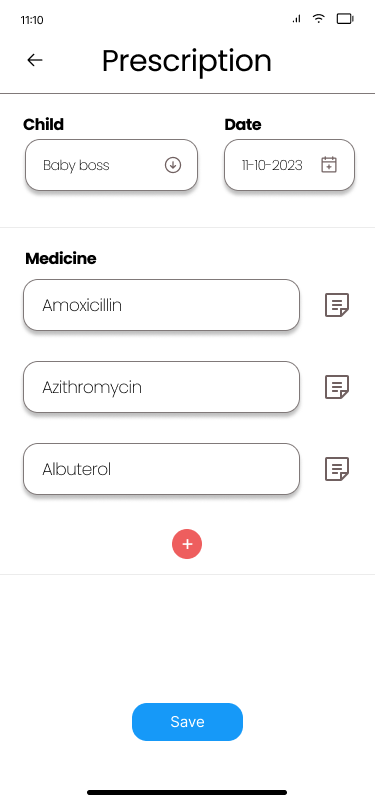 11:10
Prescription
Child Date
Baby boss 11-10-2023
Medicine
Amoxicillin
Azithromycin
Albuterol
Save